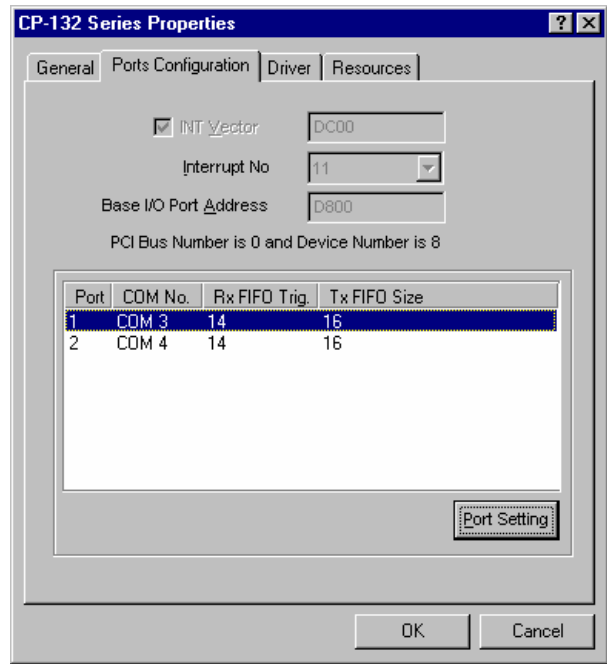 CP-132 Series Properties
General Ports Configuration Driver Resources
INT Vector DC00
Interrupt No 11
Base I/O Port Address D800
PCI Bus Number is 0 and Device Number is 8
Port COM No. Rx FIFO Trig. Tx FIFO Size
1 COM 3 14 16
2 COM 4 14 16
Port Setting
OK Cancel